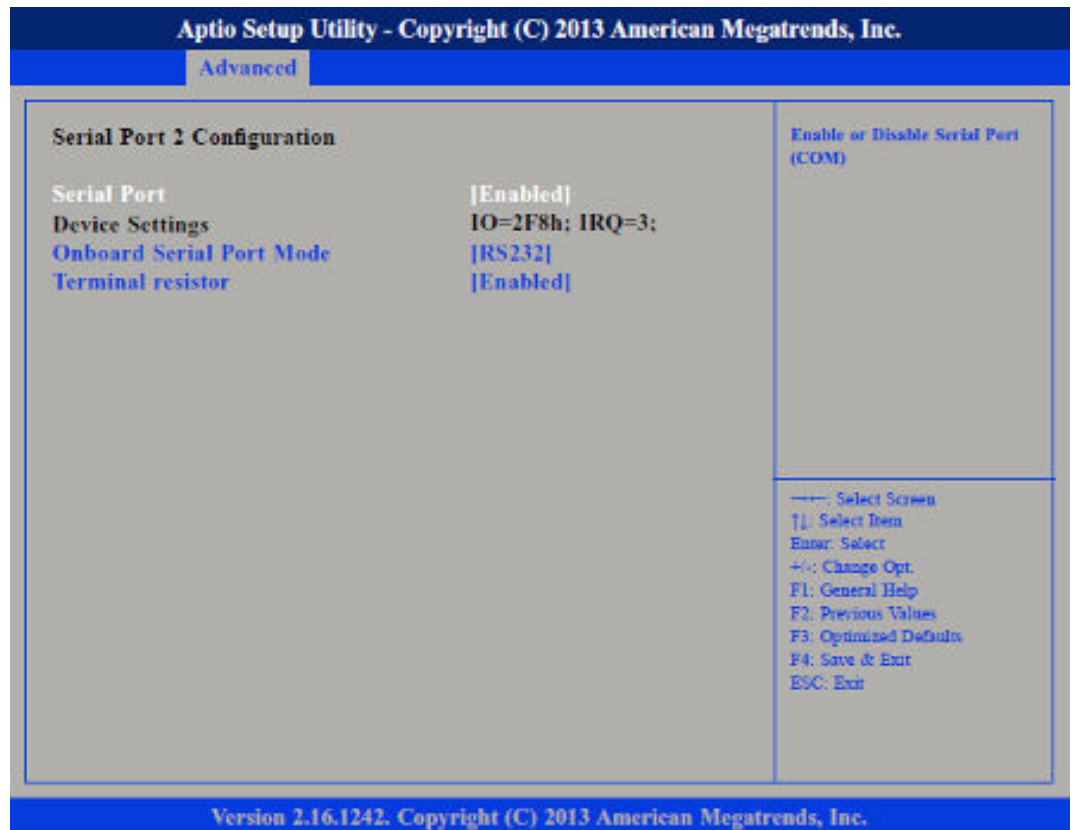 Aptio Setup Utility - Copyright (C) 2013 American Megatrends, Inc.
Advanced
Serial Port 2 Configuration
Serial Port [Enabled]
Device Settings IO=2F8h; IRQ=3;
Onboard Serial Port Mode [RS232]
Terminal resistor [Enabled]
Enable or Disable Serial Port
(COM)
→←: Select Screen
↑↓: Select Item
Enter: Select
+/-: Change Opt.
F1: General Help
F2: Previous Values
F3: Optimized Defaults
F4: Save & Exit
ESC: Exit
Version 2.16.1242. Copyright (C) 2013 American Megatrends, Inc.